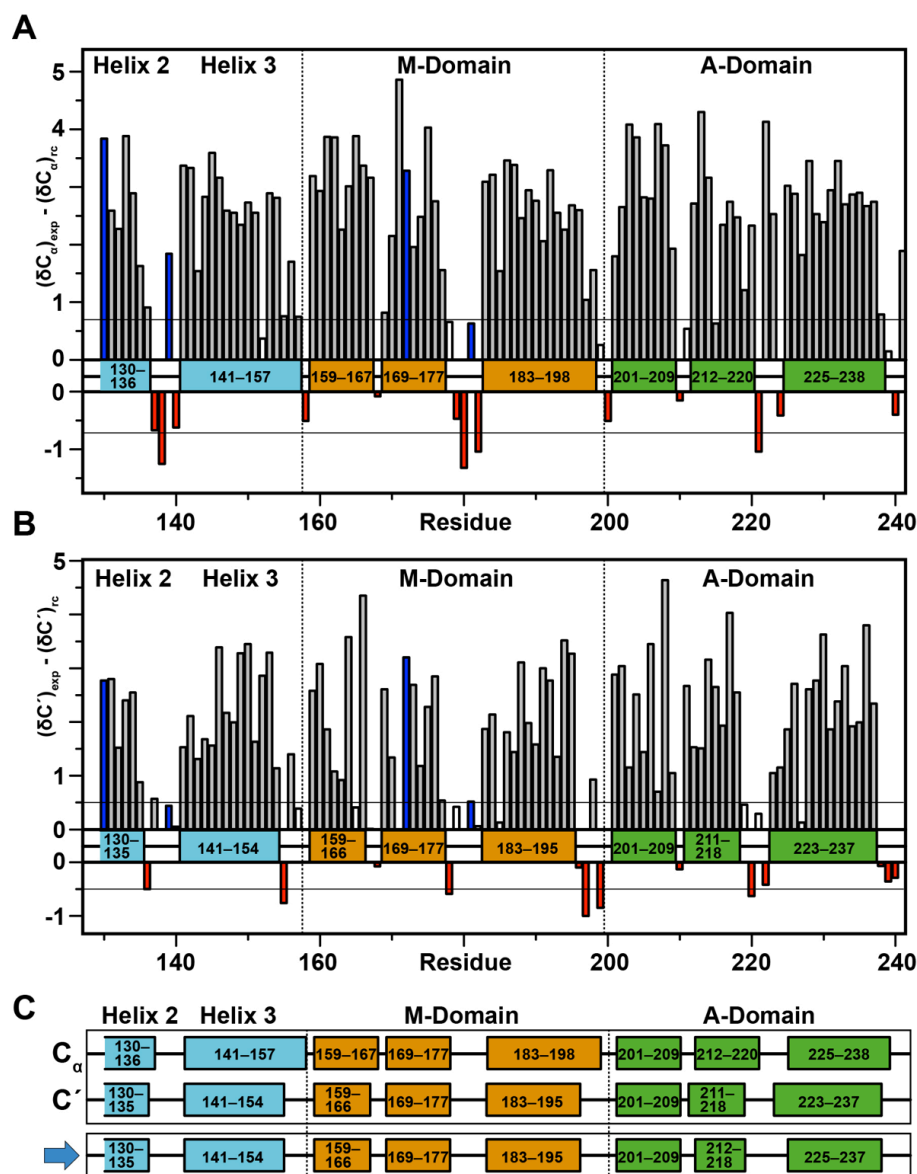 A
Helix 2 Helix 3 M-Domain A-Domain
5
4
1
0
(δCα)exp - (δCα)rc
130–
136
141–157 159–167 169–177 183–198 201–209 212–220 225–238
0
-1
140 160 Residue 200 220 240
B
5
Helix 2 Helix 3 M-Domain A-Domain
(δC´)exp - (δC´)rc
1
0
130–
135
141–154
159–
166
169–177 183–195 201–209
211–
218
223–237
0
-1
140 160 Residue 200 220 240
C
Helix 2 Helix 3 M-Domain A-Domain
Cα
130–
136
141–157 159–167 169–177 183–198 201–209 212–220 225–238
C´
130–
135
141–154
159–
166
169–177 183–195 201–209
211–
218
223–237
130–
135
141–154
159–
166
169–177 183–195 201–209
212–
218
225–237